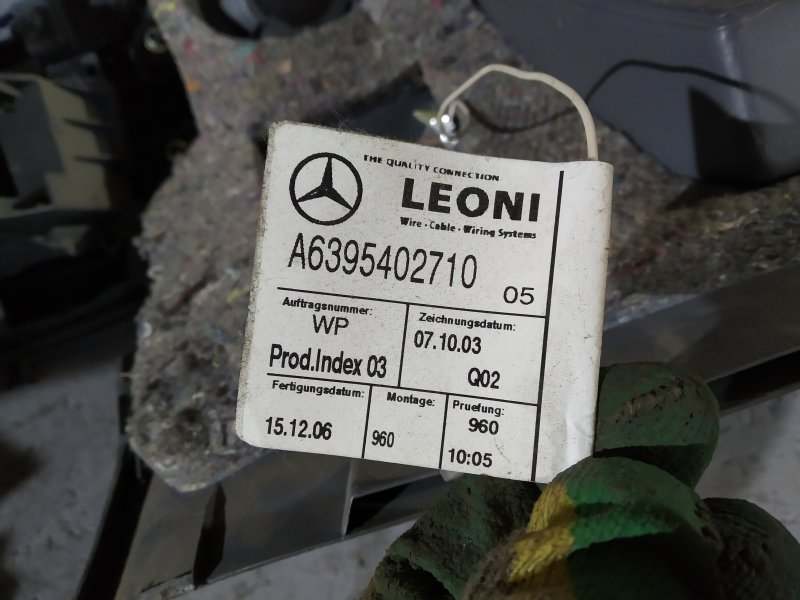 THE QUALITY CONNECTION
LEONI
Wire · Cable · Wiring Systems
A6395402710 05
Auftragsnummer:
WP
Prod.Index 03
Zeichnungsdatum:
07.10.03
Q02
Fertigungsdatum:
15.12.06
Montage:
960
Pruefung:
960
10:05